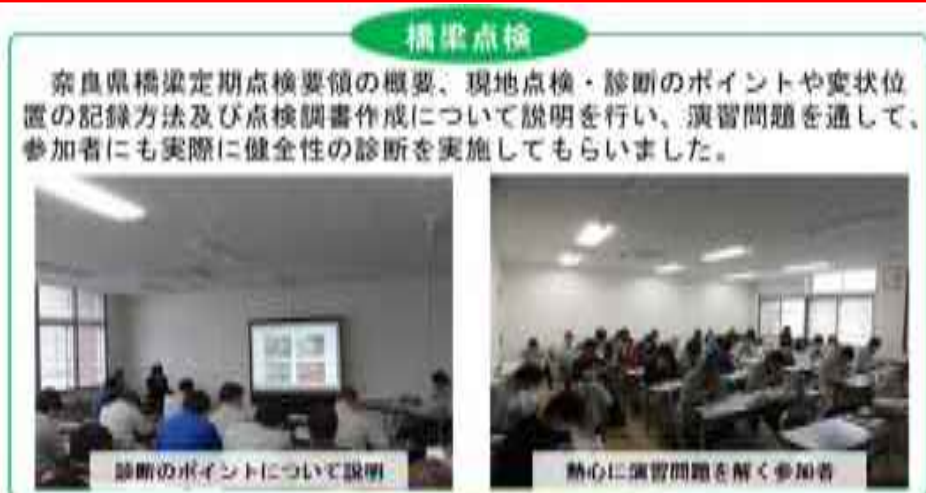 橋梁点検
奈良県橋梁定期点検要領の概要、現地点検・診断のポイントや変状位
置の記録方法及び点検調書作成について説明を行い、演習問題を通して、
参加者にも実際に健全性の診断を実施してもらいました。
診断のポイントについて説明
熱心に演習問題を解く参加者